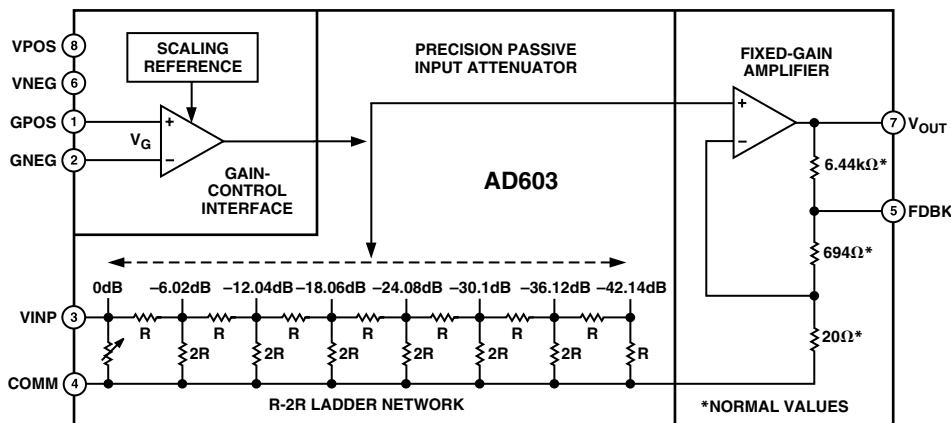 VPOS 8
VNEG 6
GPOS 1
GNEG 2
VINP 3
COMM 4
SCALING
REFERENCE
+
VG
−
GAIN-
CONTROL
INTERFACE
PRECISION PASSIVE
INPUT ATTENUATOR
AD603
FIXED-GAIN
AMPLIFIER
+
−
7 VOUT
6.44kΩ*
5 FDBK
694Ω*
20Ω*
*NORMAL VALUES
0dB −6.02dB −12.04dB −18.06dB −24.08dB −30.1dB −36.12dB −42.14dB
R R R R R R R
2R 2R 2R 2R 2R 2R R
R-2R LADDER NETWORK